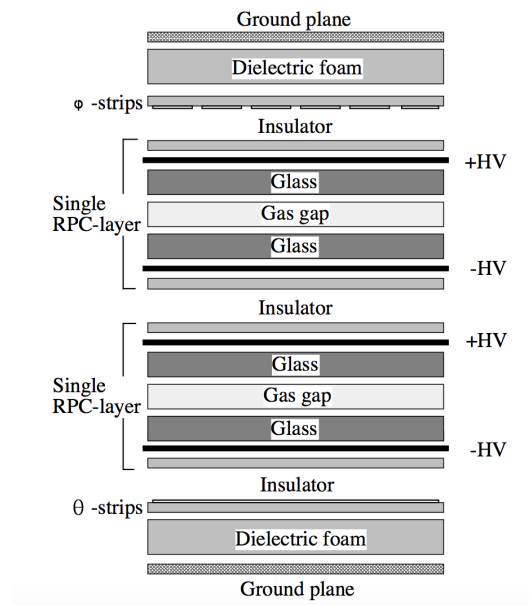 Ground plane
Dielectric foam
φ -strips
Insulator
+HV
Glass
Single
RPC-layer
Gas gap
Glass
-HV
Insulator
+HV
Glass
Single
RPC-layer
Gas gap
Glass
-HV
Insulator
θ -strips
Dielectric foam
Ground plane